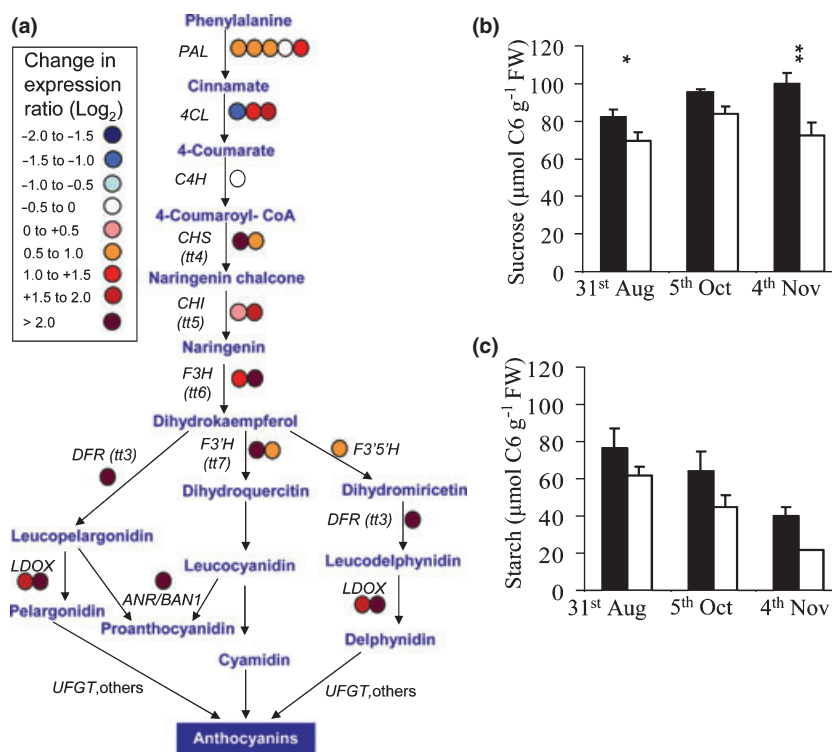 (a)
Change in
expression
ratio (Log₂)
−2.0 to −1.5
−1.5 to −1.0
−1.0 to −0.5
−0.5 to 0
0 to +0.5
0.5 to 1.0
1.0 to +1.5
+1.5 to 2.0
> 2.0
Phenylalanine
PAL
Cinnamate
4CL
4-Coumarate
C4H
4-Coumaroyl- CoA
CHS
(tt4)
Naringenin chalcone
CHI
(tt5)
Naringenin
F3H
(tt6)
Dihydrokaempferol
DFR (tt3)
F3'H
(tt7)
F3'5'H
Dihydroquercitin
Dihydromiricetin
DFR (tt3)
Leucopelargonidin
Leucocyanidin
Leucodelphynidin
LDOX
ANR/BAN1
LDOX
Pelargonidin
Proanthocyanidin
Delphynidin
Cyamidin
UFGT,others
UFGT,others
Anthocyanins
(b)
Sucrose (µmol C6 g⁻¹ FW)
120
100
80
60
40
20
0
*
**
31st Aug
5th Oct
4th Nov
(c)
Starch (µmol C6 g⁻¹ FW)
120
100
80
60
40
20
0
31st Aug
5th Oct
4th Nov